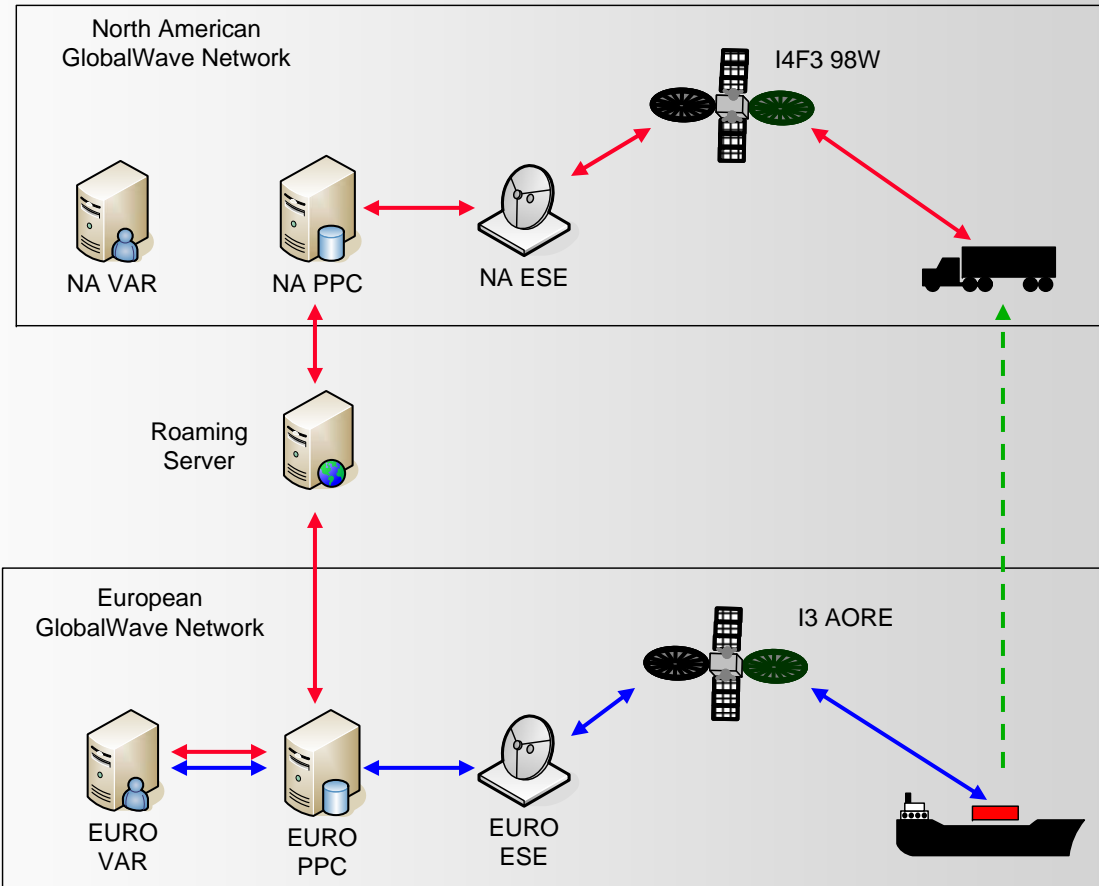 North American
GlobalWave Network
I4F3 98W
NA VAR
NA PPC
NA ESE
Roaming
Server
European
GlobalWave Network
I3 AORE
EURO
VAR
EURO
PPC
EURO
ESE